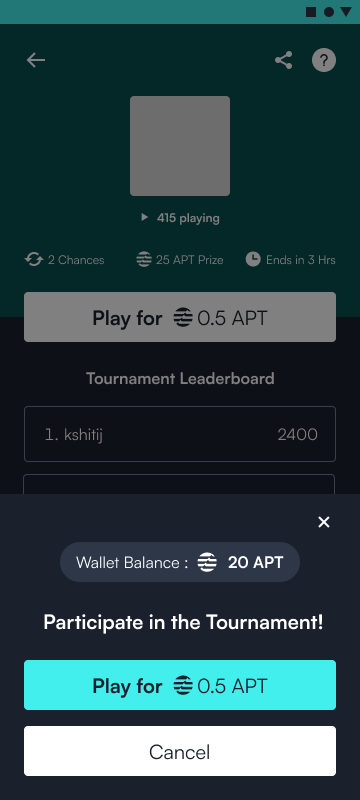 ?
415 playing
2 Chances 25 APT Prize Ends in 3 Hrs
Play for 0.5 APT
Tournament Leaderboard
1. kshitij 2400
Wallet Balance : 20 APT
Participate in the Tournament!
Play for 0.5 APT
Cancel